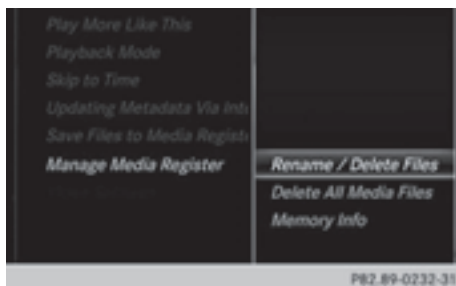 Play More Like This
Playback Mode
Skip to Time
Updating Metadata Via Int
Save Files to Media Regist
Manage Media Register
Rename / Delete Files
Delete All Media Files
Memory Info
P82.89-0232-31